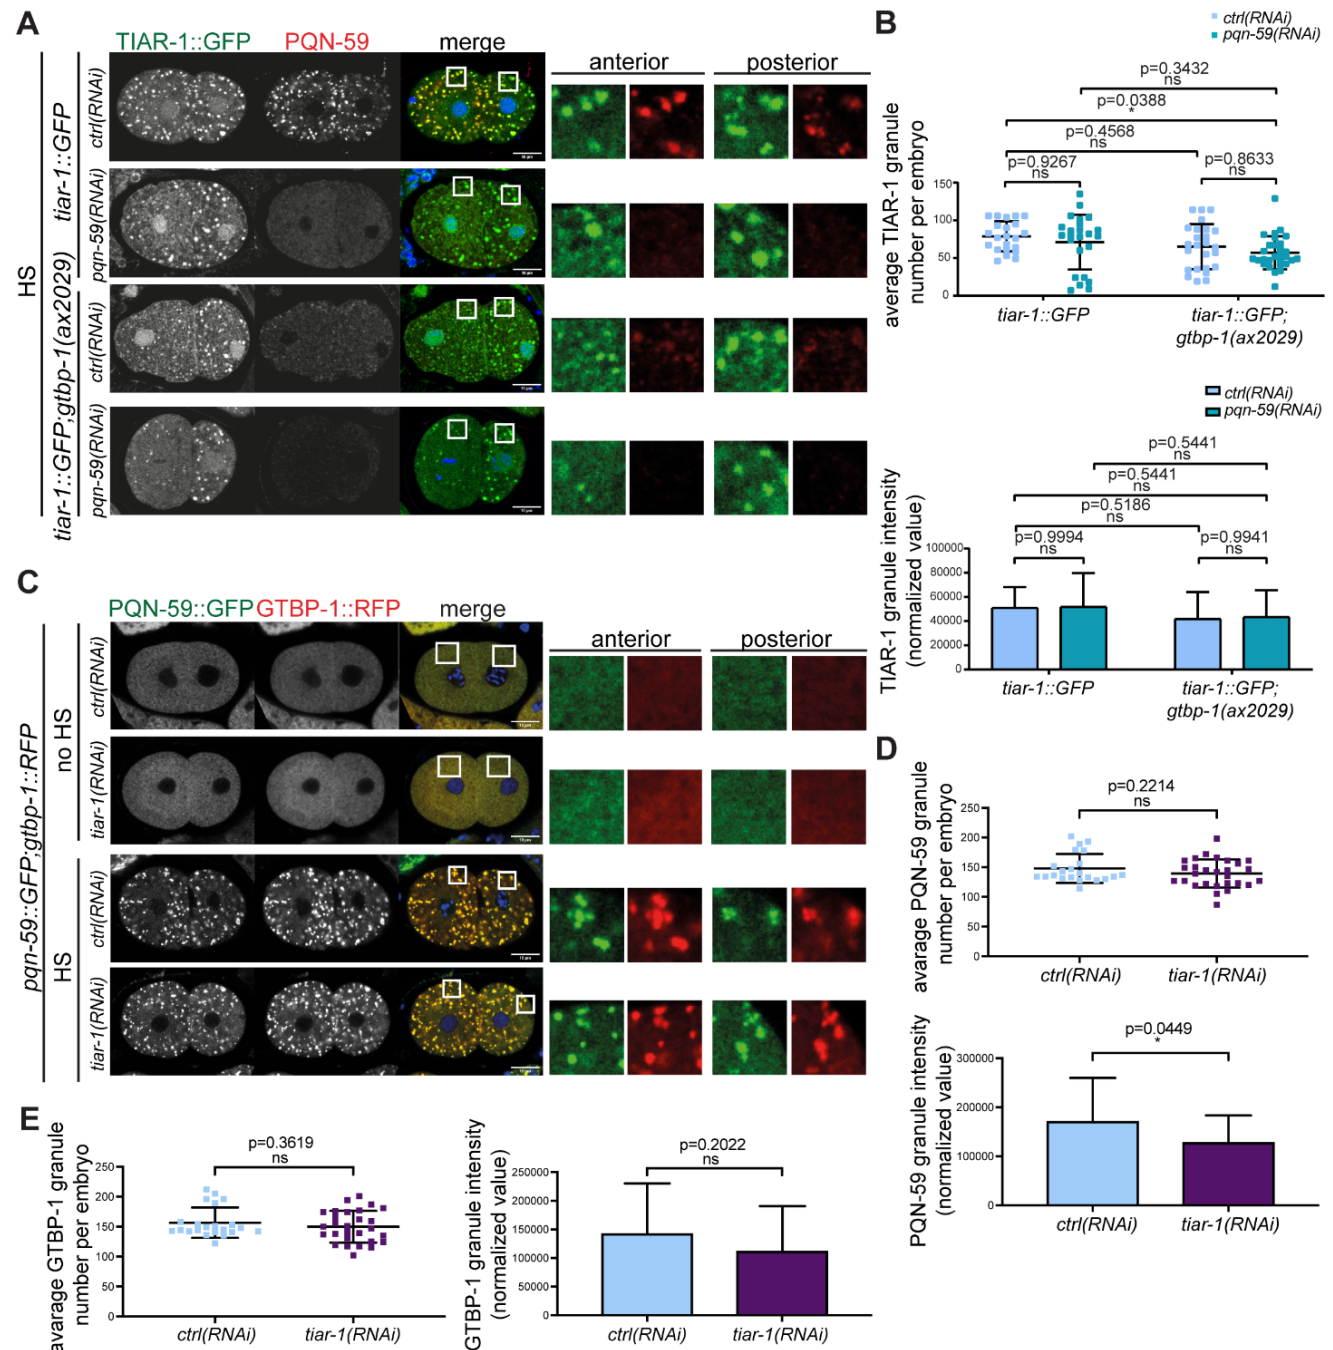 A
TIAR-1::GFP PQN-59 merge
anterior posterior
HS
tiar-1::GFP
ctrl(RNAi)
pqn-59(RNAi)
tiar-1::GFP;gtbp-1(ax2029)
ctrl(RNAi)
pqn-59(RNAi)
B
ctrl(RNAi)
pqn-59(RNAi)
p=0.3432
ns
p=0.0388
*
p=0.4568
ns
p=0.9267
ns
p=0.8633
ns
average TIAR-1 granule
number per embryo
150
100
50
0
tiar-1::GFP
tiar-1::GFP;
gtbp-1(ax2029)
ctrl(RNAi)
pqn-59(RNAi)
p=0.5441
ns
p=0.5441
ns
p=0.5186
ns
p=0.9994
ns
p=0.9941
ns
TIAR-1 granule intensity
(normalized value)
100000
80000
60000
40000
20000
0
tiar-1::GFP
tiar-1::GFP;
gtbp-1(ax2029)
C
PQN-59::GFP GTBP-1::RFP merge
anterior posterior
pqn-59::GFP;gtbp-1::RFP
no HS
ctrl(RNAi)
tiar-1(RNAi)
HS
ctrl(RNAi)
tiar-1(RNAi)
D
p=0.2214
ns
avarage PQN-59 granule
number per embryo
250
200
150
100
50
0
ctrl(RNAi) tiar-1(RNAi)
p=0.0449
*
PQN-59 granule intensity
(normalized value)
300000
200000
100000
0
ctrl(RNAi) tiar-1(RNAi)
E
p=0.3619
ns
avarage GTBP-1 granule
number per embryo
250
200
150
100
50
0
ctrl(RNAi) tiar-1(RNAi)
p=0.2022
ns
GTBP-1 granule intensity
(normalized value)
250000
200000
150000
100000
50000
0
ctrl(RNAi) tiar-1(RNAi)